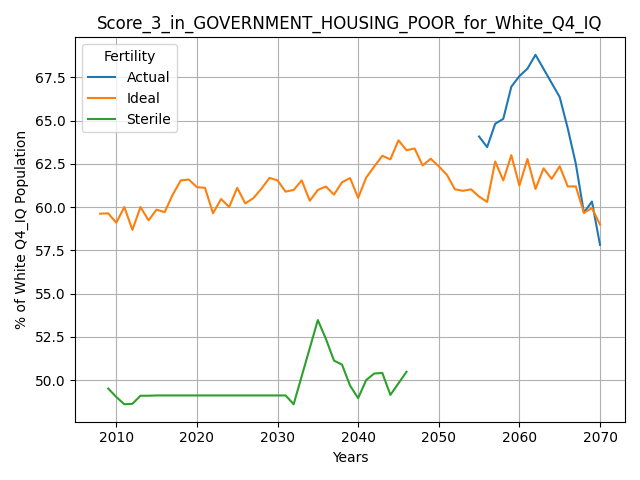 Score_3_in_GOVERNMENT_HOUSING_POOR_for_White_Q4_IQ
Fertility
Actual
Ideal
Sterile
% of White Q4_IQ Population
67.5
65.0
62.5
60.0
57.5
55.0
52.5
50.0
2010 2020 2030 2040 2050 2060 2070
Years